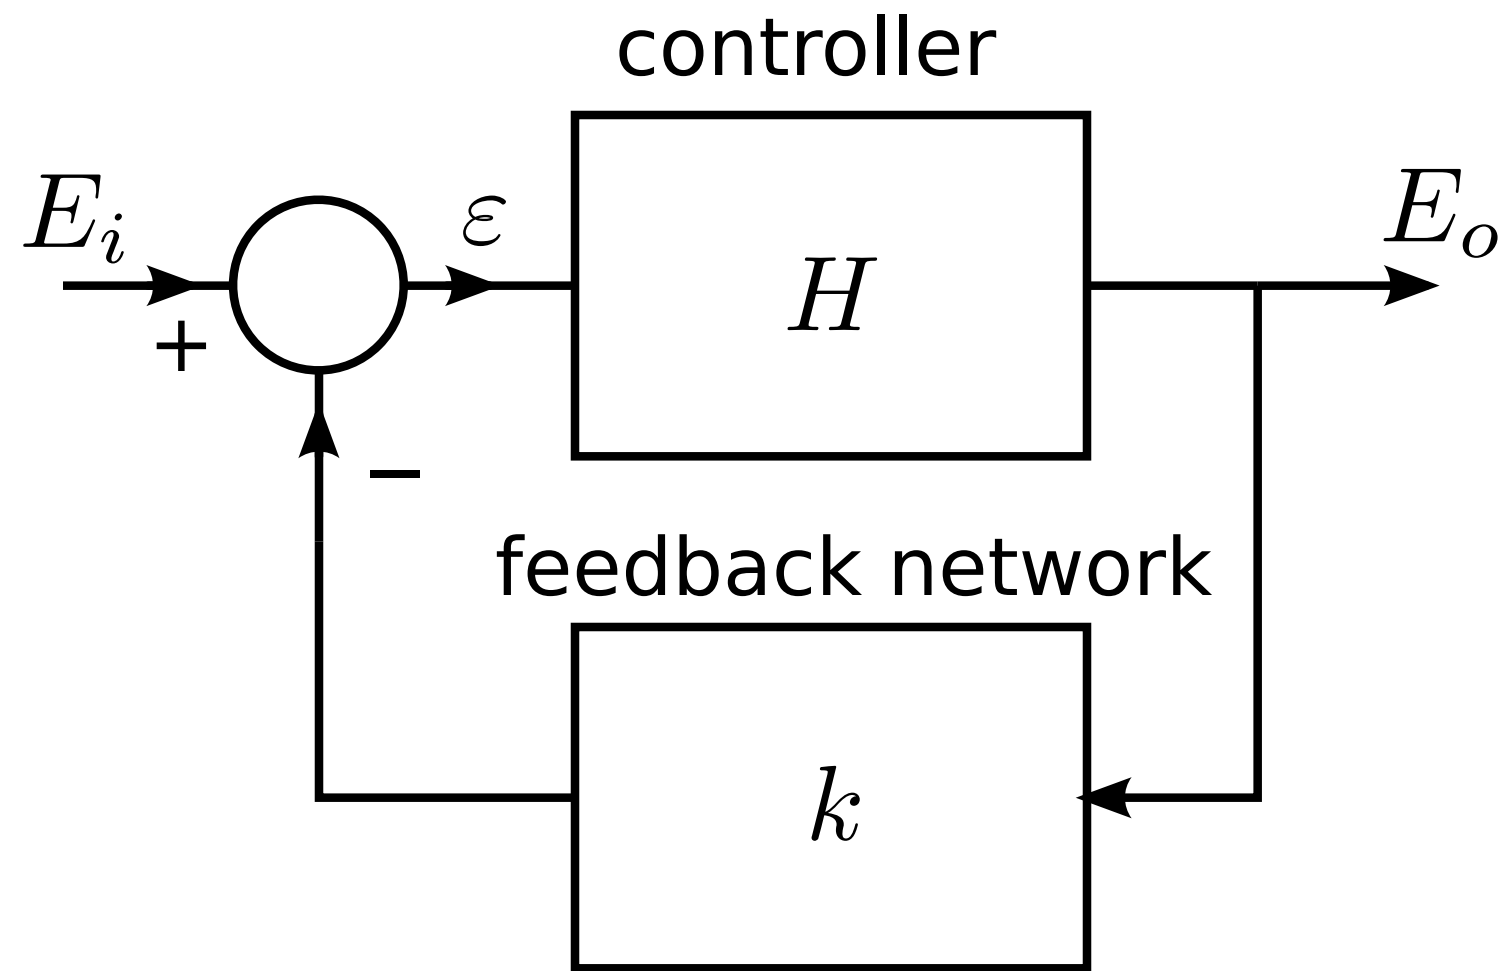 controller
E_i
ε
E_o
H
+
−
feedback network
k